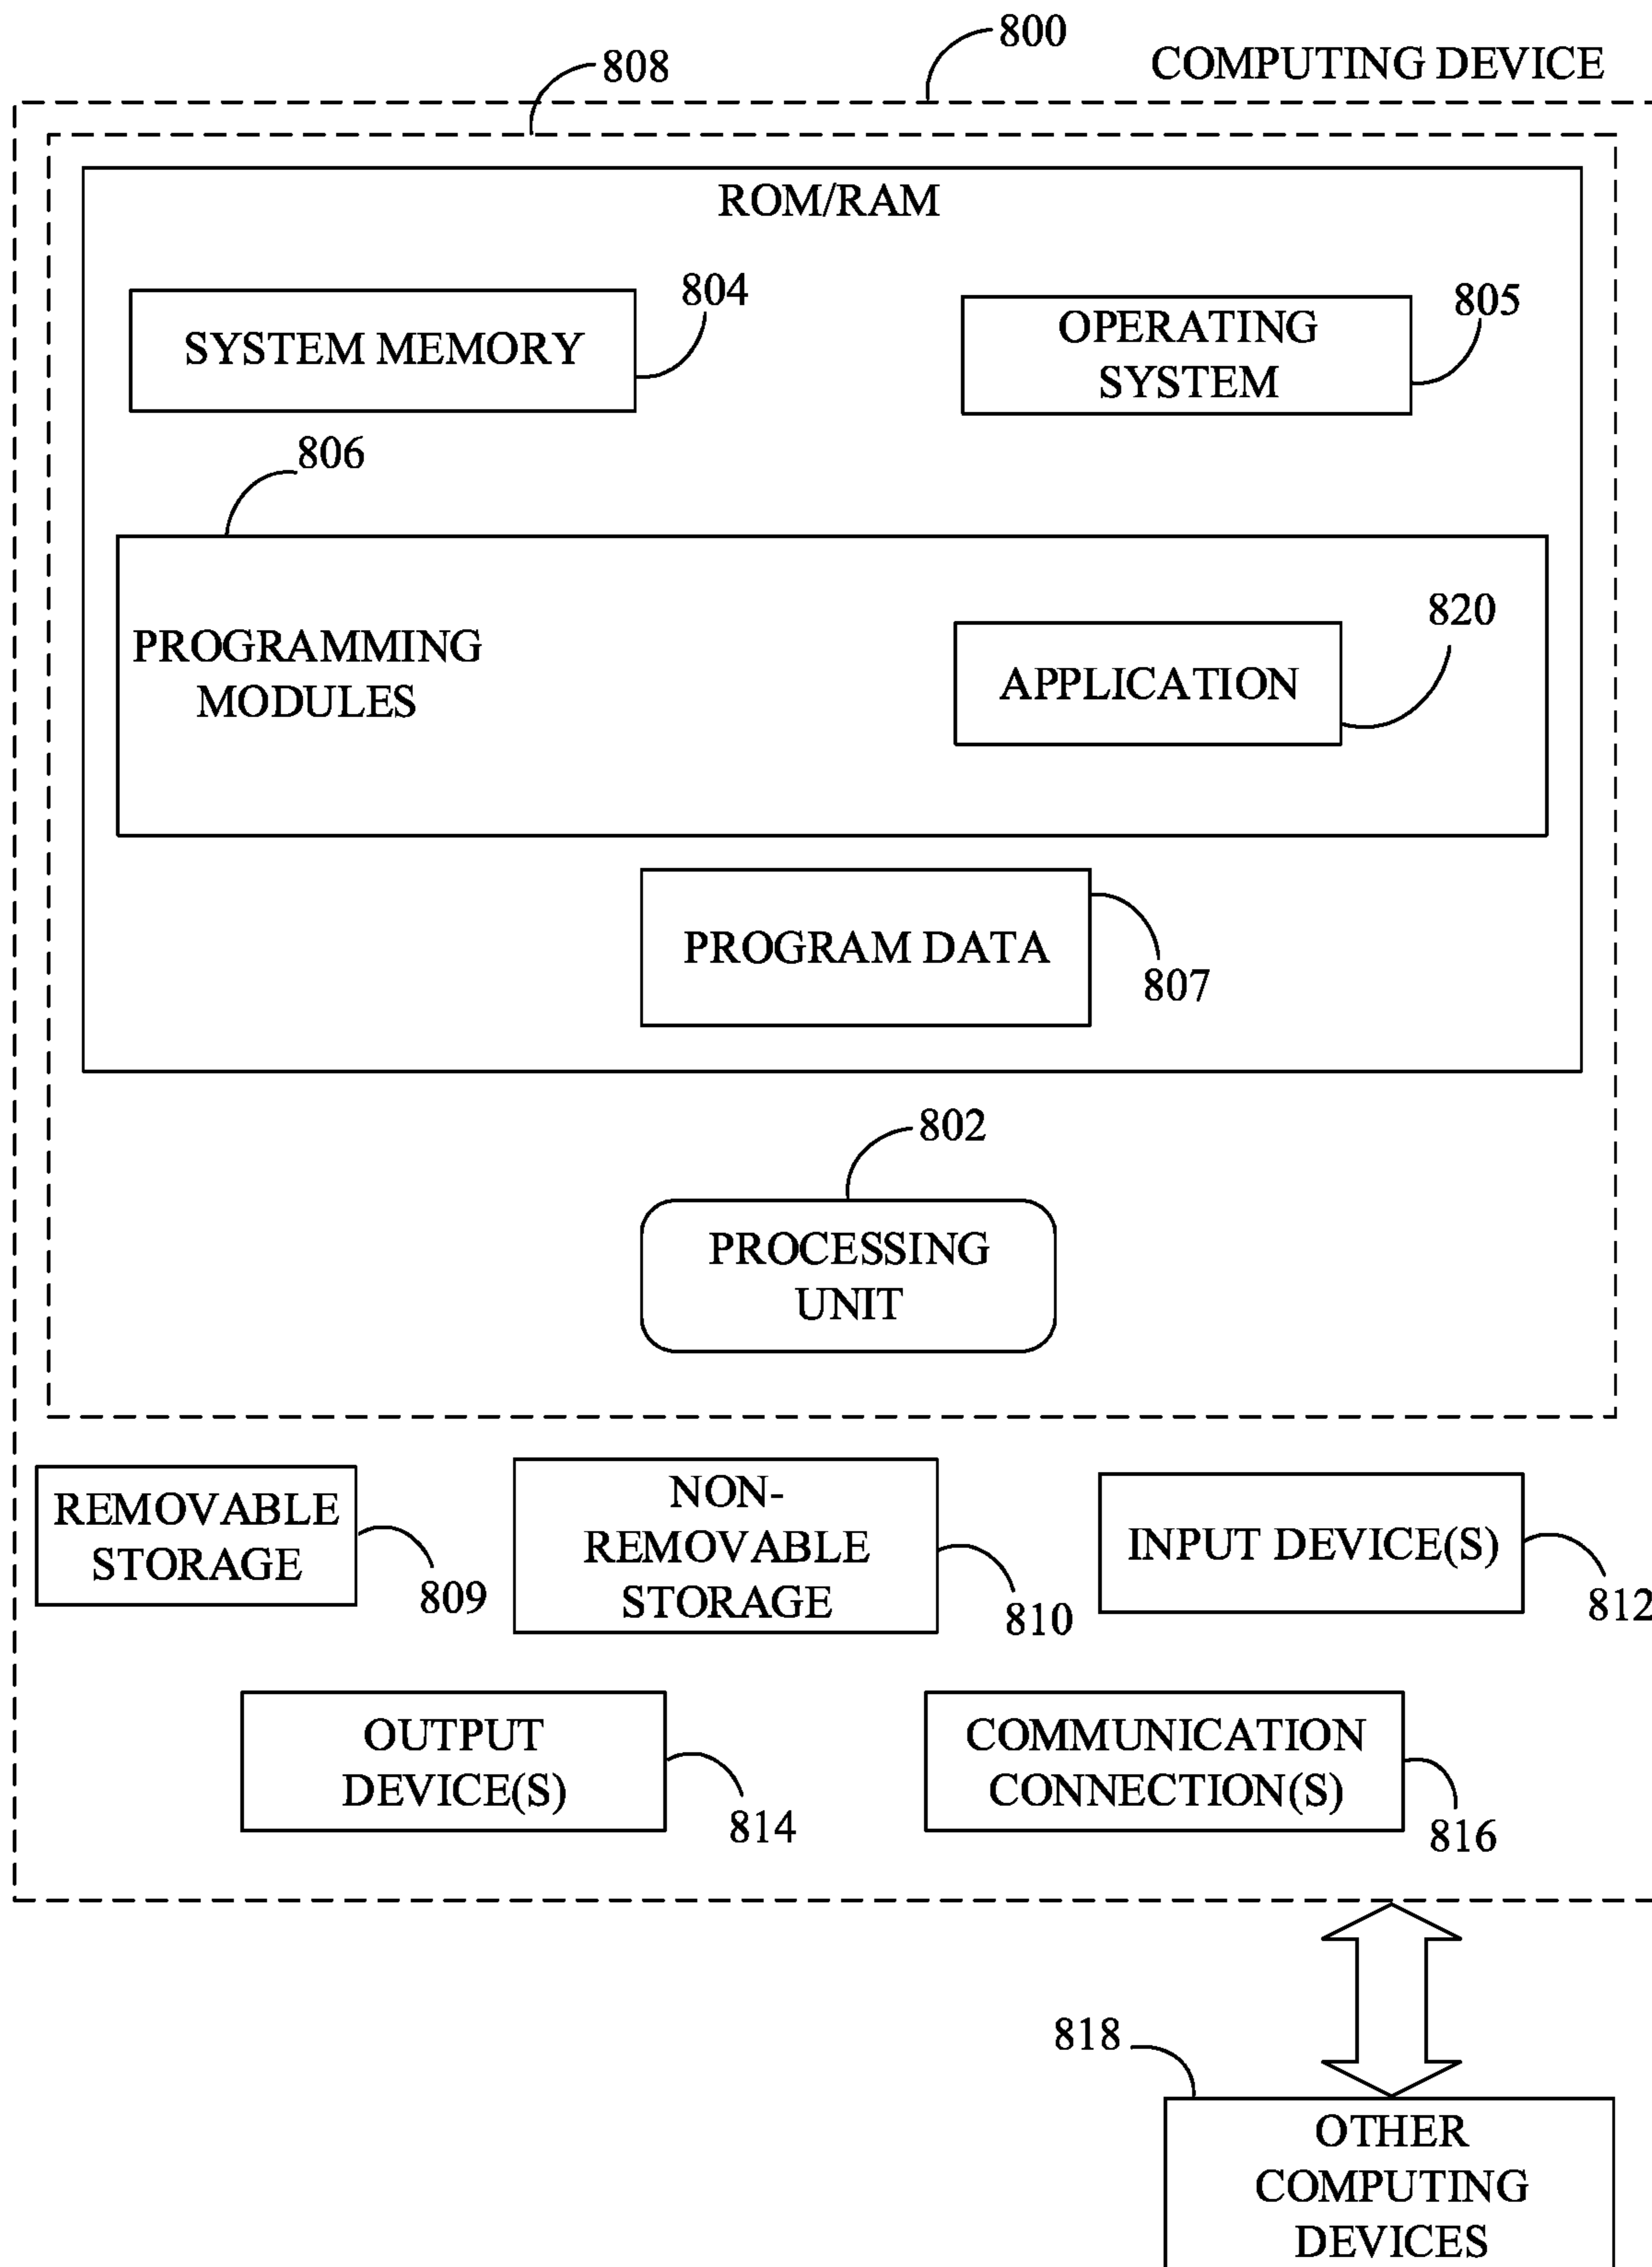 800
COMPUTING DEVICE
808
ROM/RAM
804
SYSTEM MEMORY
805
OPERATING
SYSTEM
806
PROGRAMMING
MODULES
820
APPLICATION
PROGRAM DATA
807
802
PROCESSING
UNIT
REMOVABLE
STORAGE
809
NON-
REMOVABLE
STORAGE
810
INPUT DEVICE(S)
812
OUTPUT
DEVICE(S)
814
COMMUNICATION
CONNECTION(S)
816
818
OTHER
COMPUTING
DEVICES